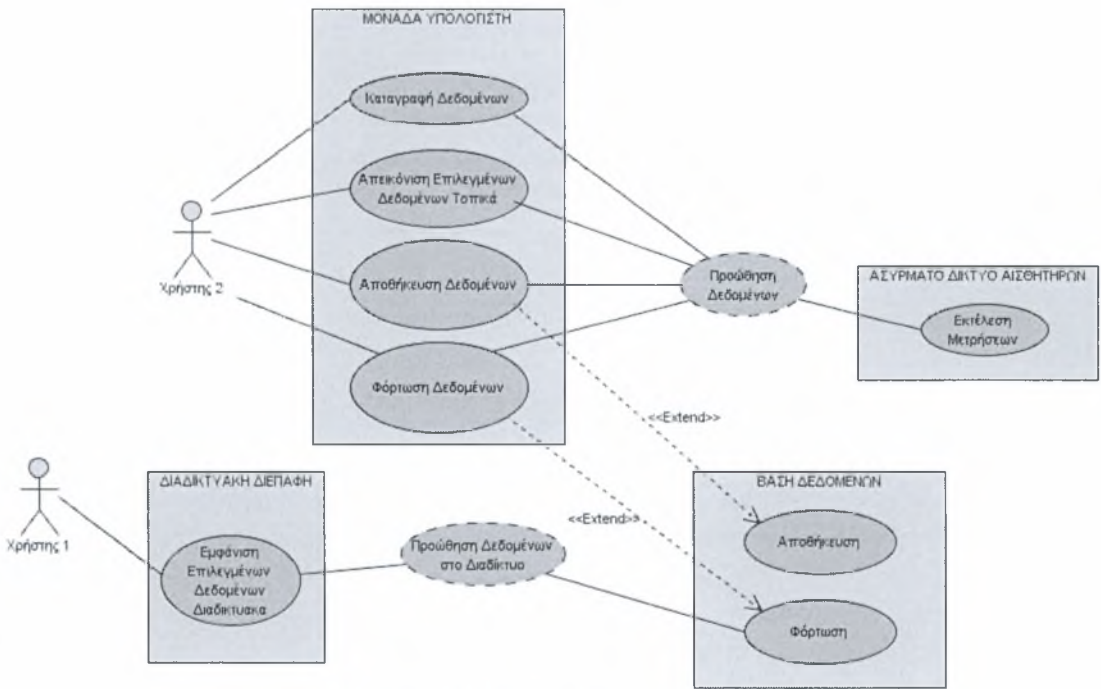 ΜΟΝΑΔΑ ΥΠΟΛΟΓΙΣΤΗ
Καταγραφή Δεδομένων
Απεικόνιση Επιλεγμένων
Δεδομένων Τοπικά
Αποθήκευση Δεδομένων
Φόρτωση Δεδομένων
Χρήστης 2
Προώθηση
Δεδομένων
ΑΣΥΡΜΑΤΟ ΔΙΚΤΥΟ ΑΙΣΘΗΤΗΡΩΝ
Εκτέλεση
Μετρήσεων
<<Extend>>
<<Extend>>
Χρήστης 1
ΔΙΑΔΙΚΤΥΑΚΗ ΔΙΕΠΑΦΗ
Εμφάνιση
Επιλεγμένων
Δεδομένων
Διαδικτυακα
Προώθηση Δεδομένων
στο Διαδίκτυο
ΒΑΣΗ ΔΕΔΟΜΕΝΩΝ
Αποθήκευση
Φόρτωση